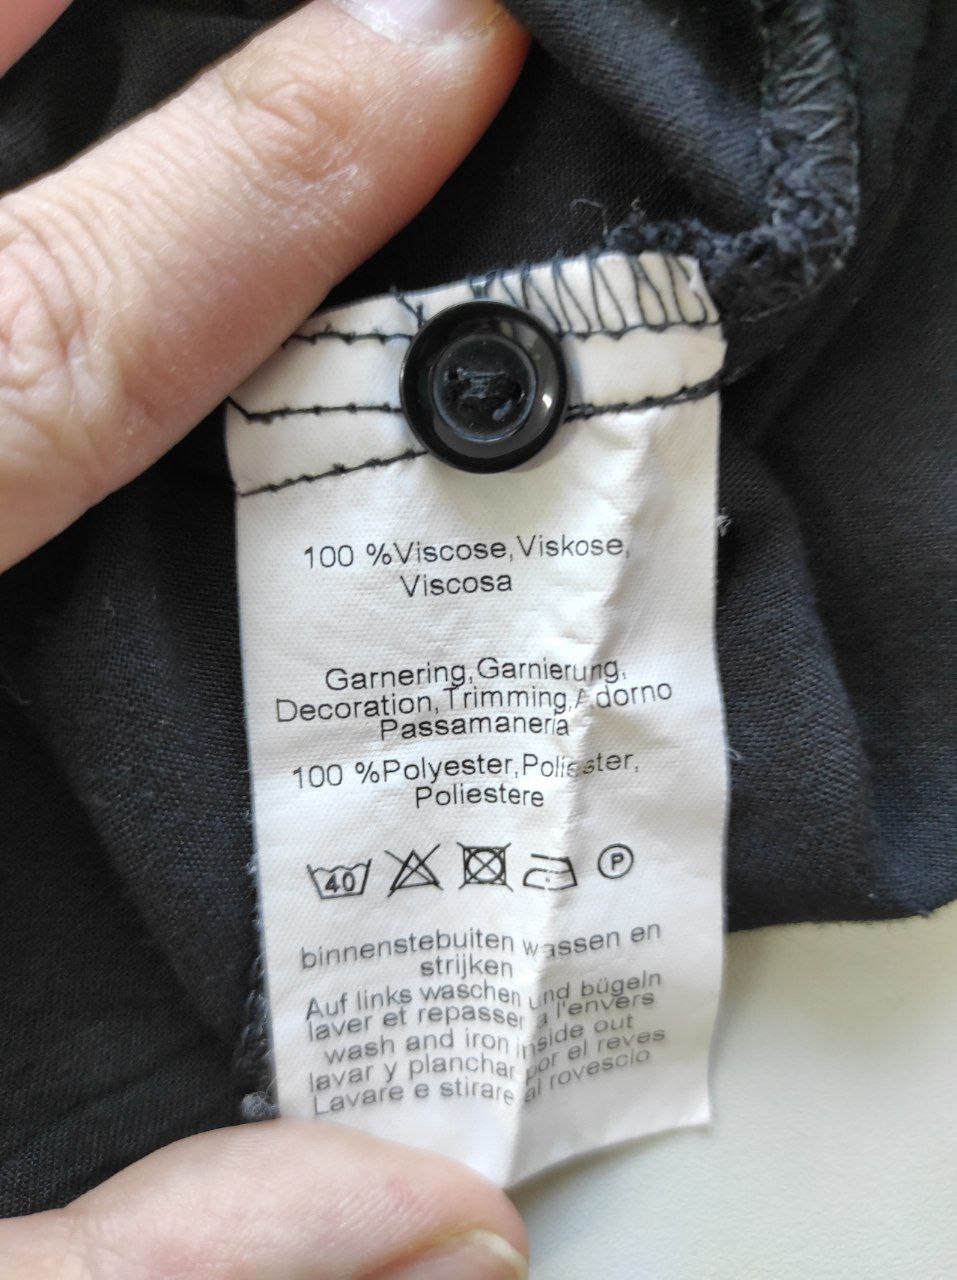 100 %Viscose,Viskose,
Viscosa
Garnering,Garnierung,
Decoration,Trimming,Adorno
Passamaneria
100 %Polyester,Poliester,
Poliestere
40 P
binnenstebuiten wassen en
strijken
Auf links waschen und bügeln
laver et repasser a l'envers
wash and iron inside out
lavar y planchar por el reves
Lavare e stirare al rovescio